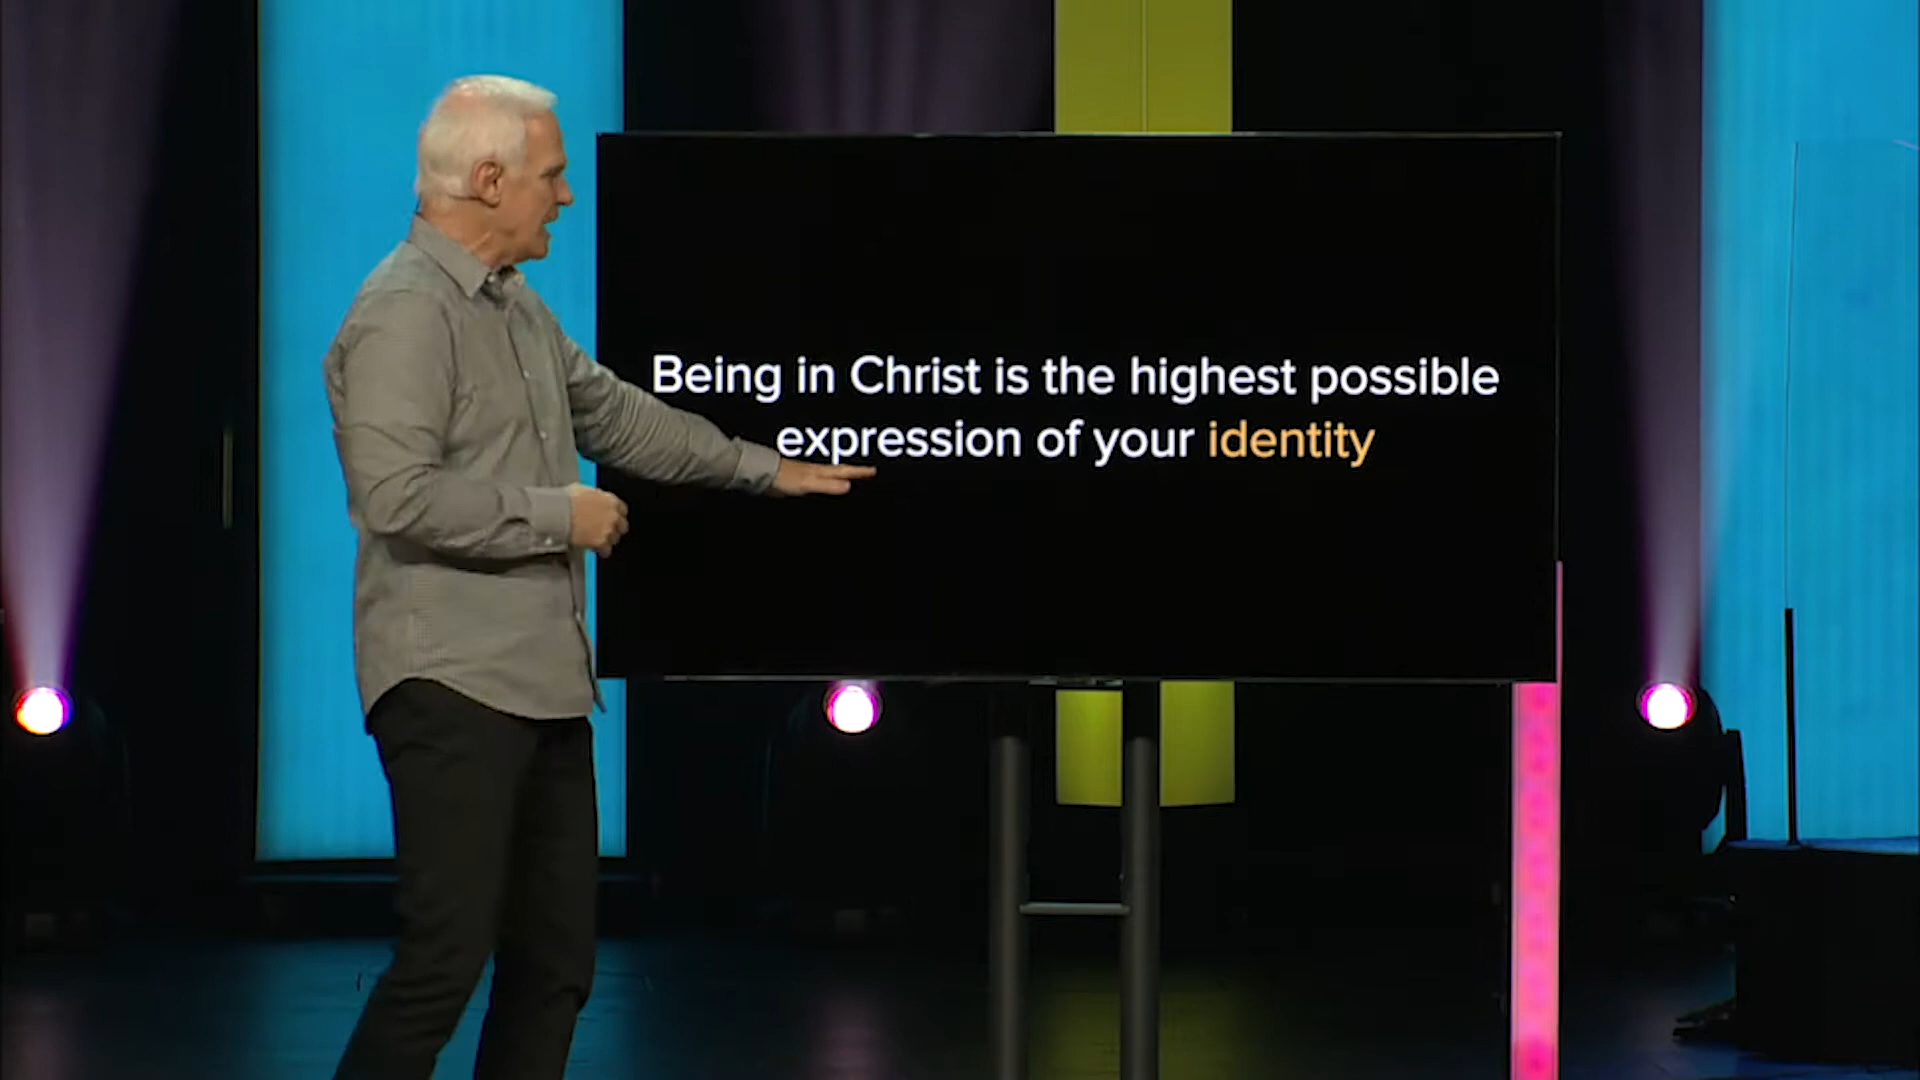 Being in Christ is the highest possible
expression of your identity